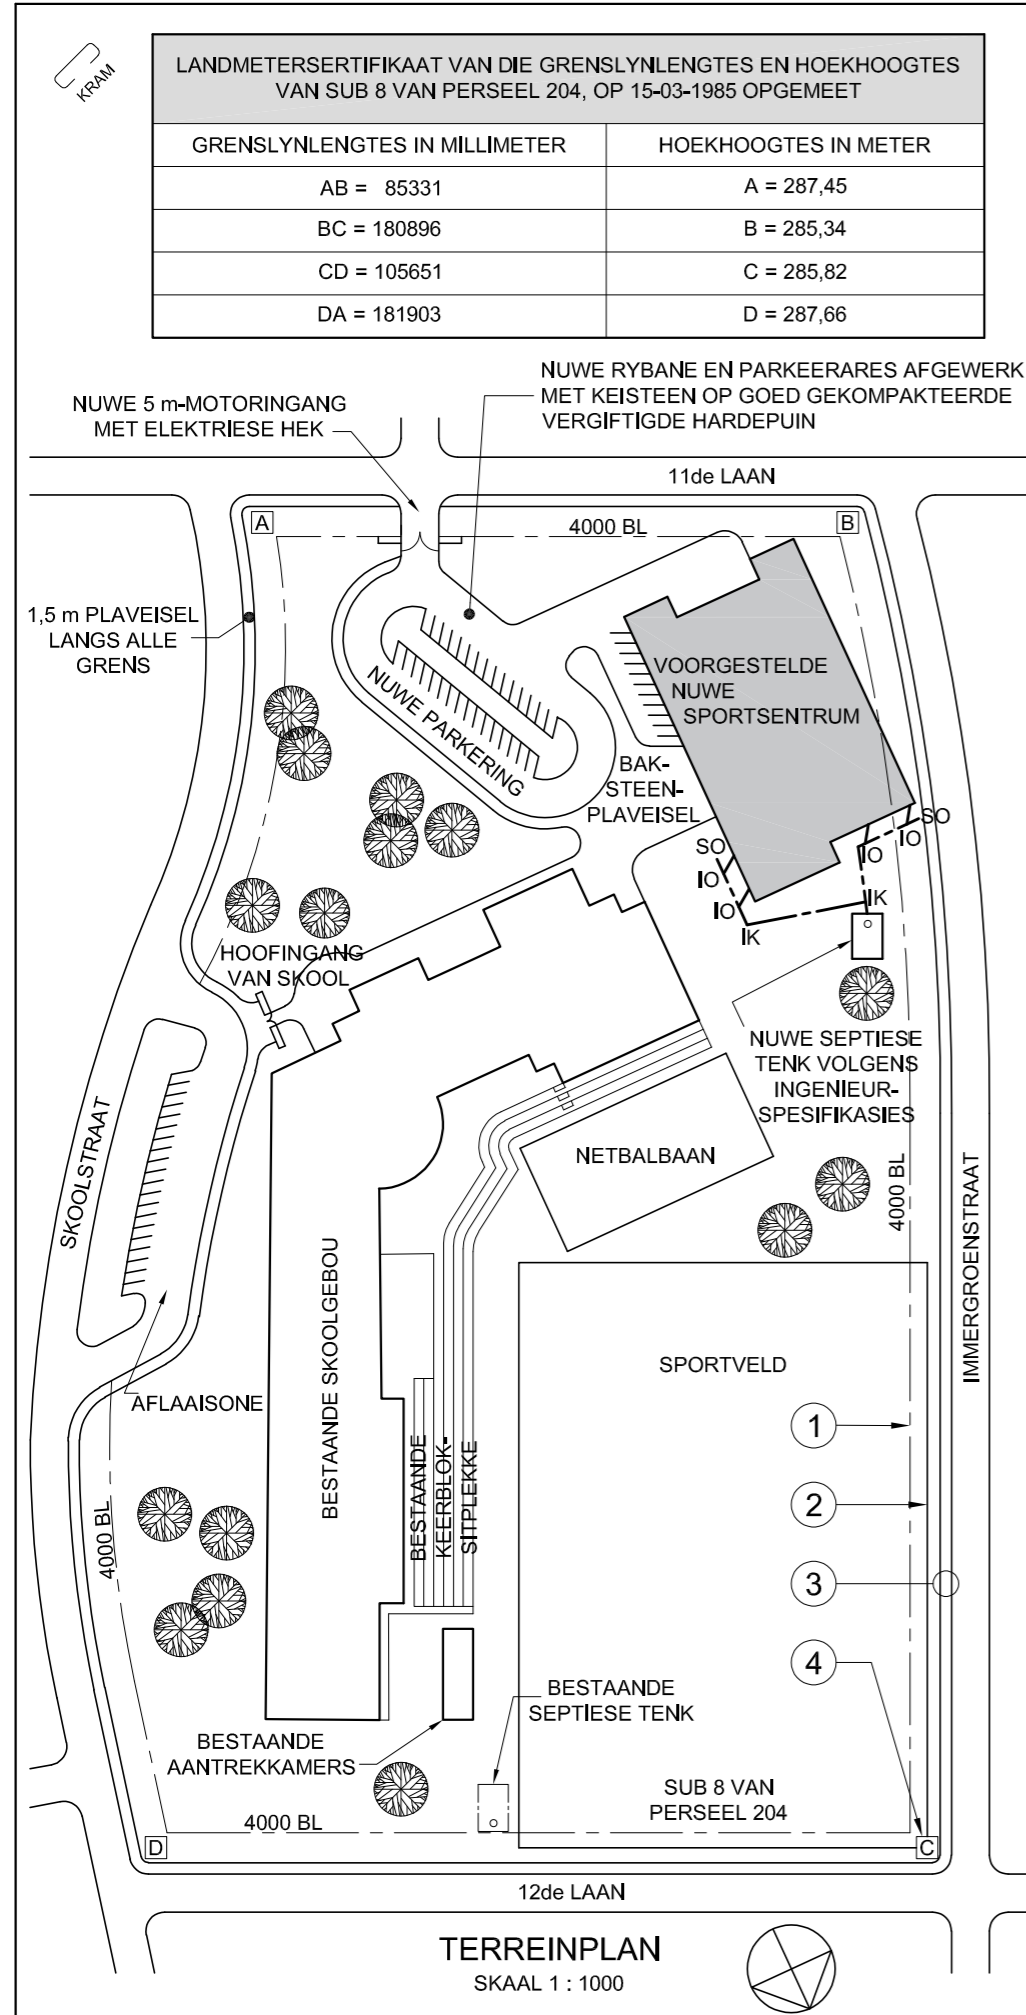 KRAM
LANDMETERSERTIFIKAAT VAN DIE GRENSLYNLENGTES EN HOEKHOOGTES
VAN SUB 8 VAN PERSEEL 204, OP 15-03-1985 OPGEMEET
GRENSLYNLENGTES IN MILLIMETER
HOEKHOOGTES IN METER
AB = 85331
A = 287,45
BC = 180896
B = 285,34
CD = 105651
C = 285,82
DA = 181903
D = 287,66
NUWE 5 m-MOTORINGANG
MET ELEKTRIESE HEK
NUWE RYBANE EN PARKEERARES AFGEWERK
MET KEISTEEN OP GOED GEKOMPAKTEERDE
VERGIFTIGDE HARDEPUIN
11de LAAN
A
4000 BL
B
1,5 m PLAVEISEL
LANGS ALLE
GRENS
NUWE PARKERING
VOORGESTELDE
NUWE
SPORTSENTRUM
BAK-
STEEN-
PLAVEISEL
SO
IO
IO
SO
IO
IO
IK
IK
HOOFINGANG
VAN SKOOL
NUWE SEPTIESE
TENK VOLGENS
INGENIEUR-
SPESIFIKASIES
SKOOLSTRAAT
NETBALBAAN
4000 BL
IMMERGROENSTRAAT
BESTAANDE SKOOLGEBOU
SPORTVELD
AFLAAISONE
BESTAANDE
KEERBLOK-
SITPLEKKE
1
2
3
4
4000 BL
BESTAANDE
SEPTIESE TENK
BESTAANDE
AANTREKKAMERS
SUB 8 VAN
PERSEEL 204
4000 BL
D
C
12de LAAN
TERREINPLAN
SKAAL 1 : 1000